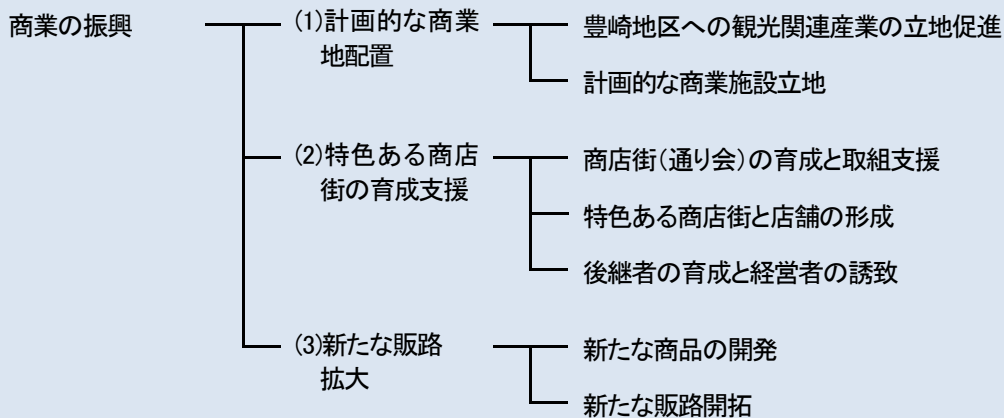 商業の振興
(1)計画的な商業
地配置
豊崎地区への観光関連産業の立地促進
計画的な商業施設立地
(2)特色ある商店
街の育成支援
商店街(通り会)の育成と取組支援
特色ある商店街と店舗の形成
後継者の育成と経営者の誘致
(3)新たな販路
拡大
新たな商品の開発
新たな販路開拓